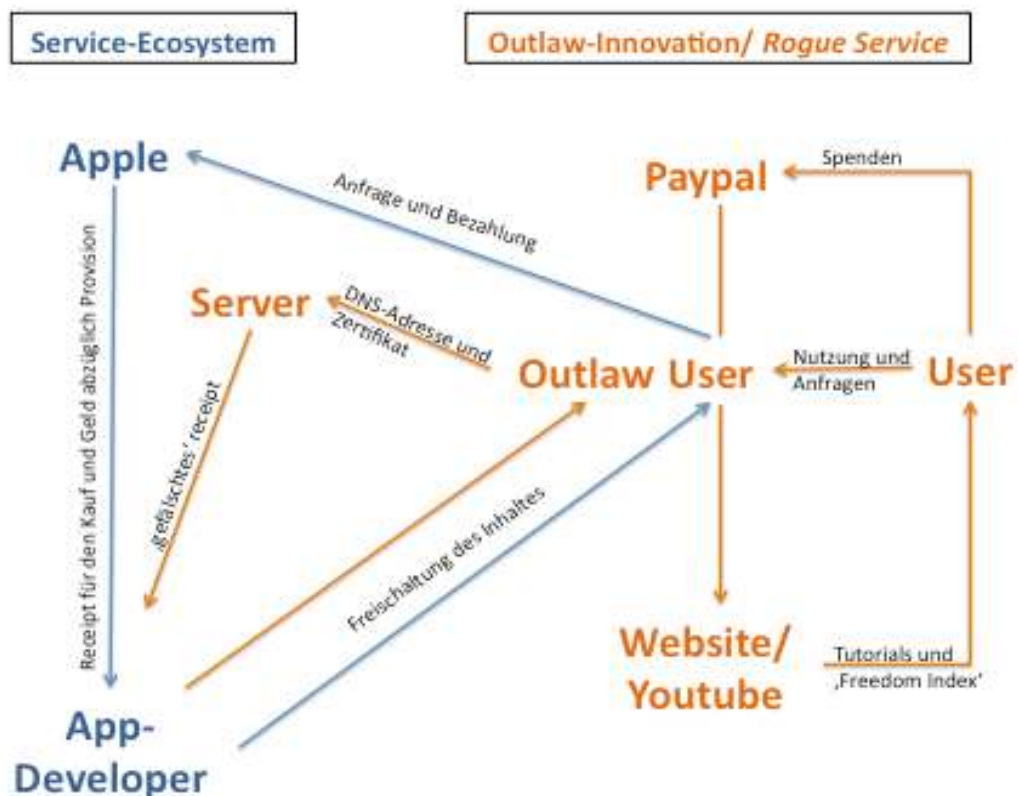 Service-Ecosystem
Outlaw-Innovation/ Rogue Service
Apple
Paypal
Spenden
Anfrage und Bezahlung
Receipt für den Kauf und Geld abzüglich Provision
Server
DNS-Adresse und
Zertifikat
Outlaw User
Nutzung und
Anfragen
User
‚gefälschtes‘ receipt
Freischaltung des Inhaltes
Website/
Youtube
Tutorials und
‚Freedom Index‘
App-
Developer